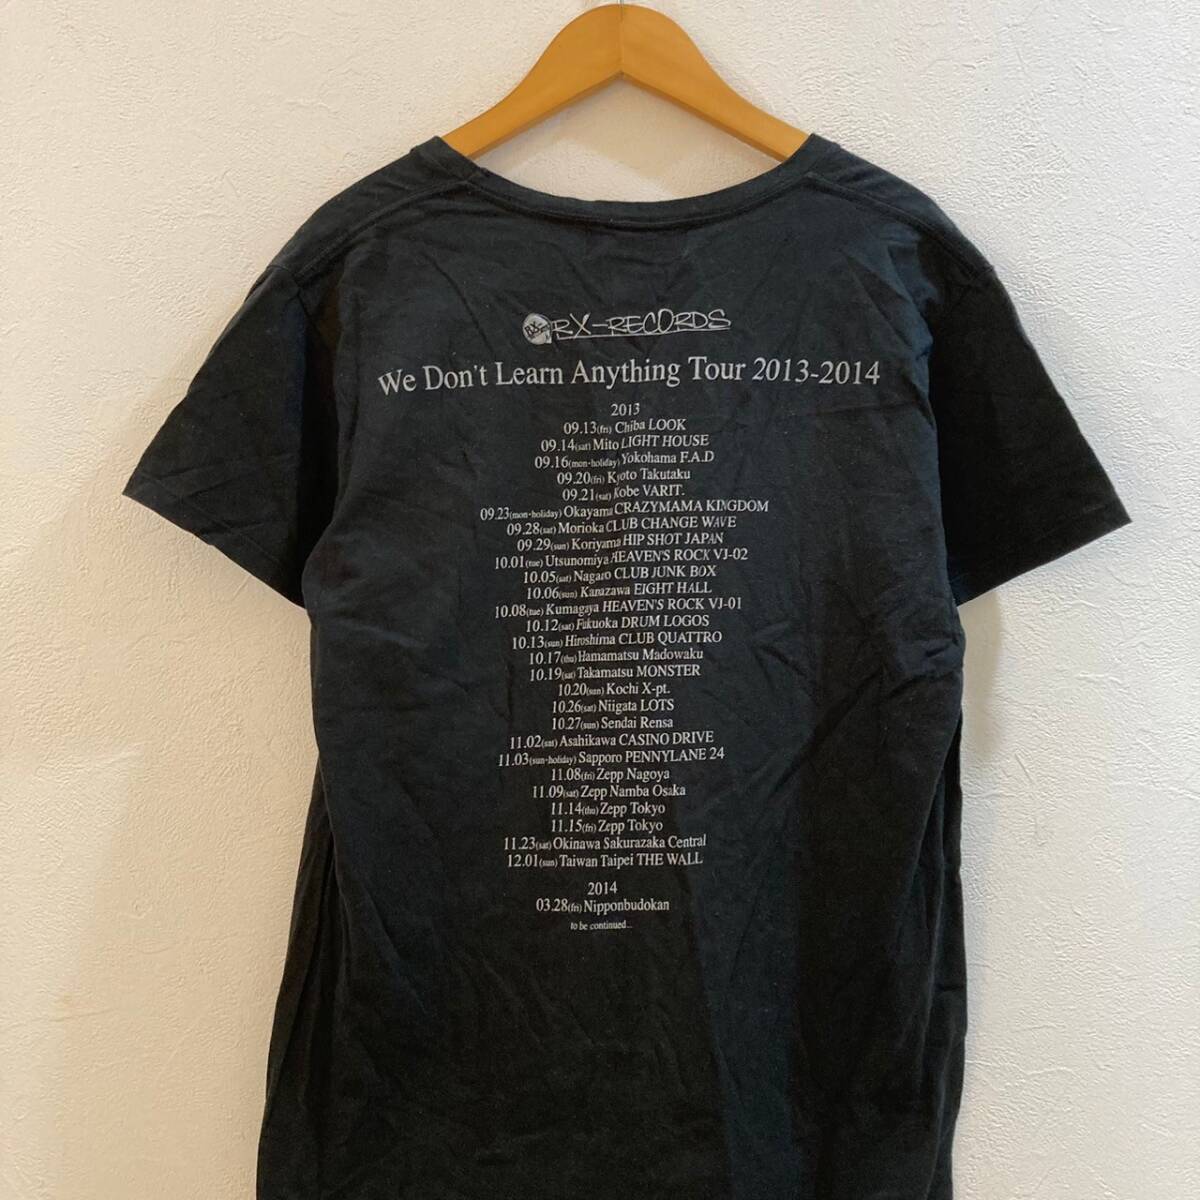 RX-RECORDS
We Don't Learn Anything Tour 2013-2014
2013
09.13(fri) Chiba LOOK
09.14(sat) Mito LIGHT HOUSE
09.16(mon-holiday) Yokohama F.A.D
09.20(fri) Kyoto Takutaku
09.21(sat) Kobe VARIT.
09.23(mon-holiday) Okayama CRAZYMAMA KINGDOM
09.28(sat) Morioka CLUB CHANGE WAVE
09.29(sun) Koriyama HIP SHOT JAPAN
10.01(tue) Utsunomiya HEAVEN'S ROCK VJ-02
10.05(sat) Nagano CLUB JUNK BOX
10.06(sun) Kanazawa EIGHT HALL
10.08(tue) Kumagaya HEAVEN'S ROCK VJ-01
10.12(sat) Fukuoka DRUM LOGOS
10.13(sun) Hiroshima CLUB QUATTRO
10.17(thu) Hamamatsu Madowaku
10.19(sat) Takamatsu MONSTER
10.20(sun) Kochi X-pt.
10.26(sat) Niigata LOTS
10.27(sun) Sendai Rensa
11.02(sat) Asahikawa CASINO DRIVE
11.03(sun-holiday) Sapporo PENNYLANE 24
11.08(fri) Zepp Nagoya
11.09(sat) Zepp Namba Osaka
11.14(thu) Zepp Tokyo
11.15(fri) Zepp Tokyo
11.23(sat) Okinawa Sakurazaka Central
12.01(sun) Taiwan Taipei THE WALL
2014
03.28(fri) Nipponbudokan
to be continued...